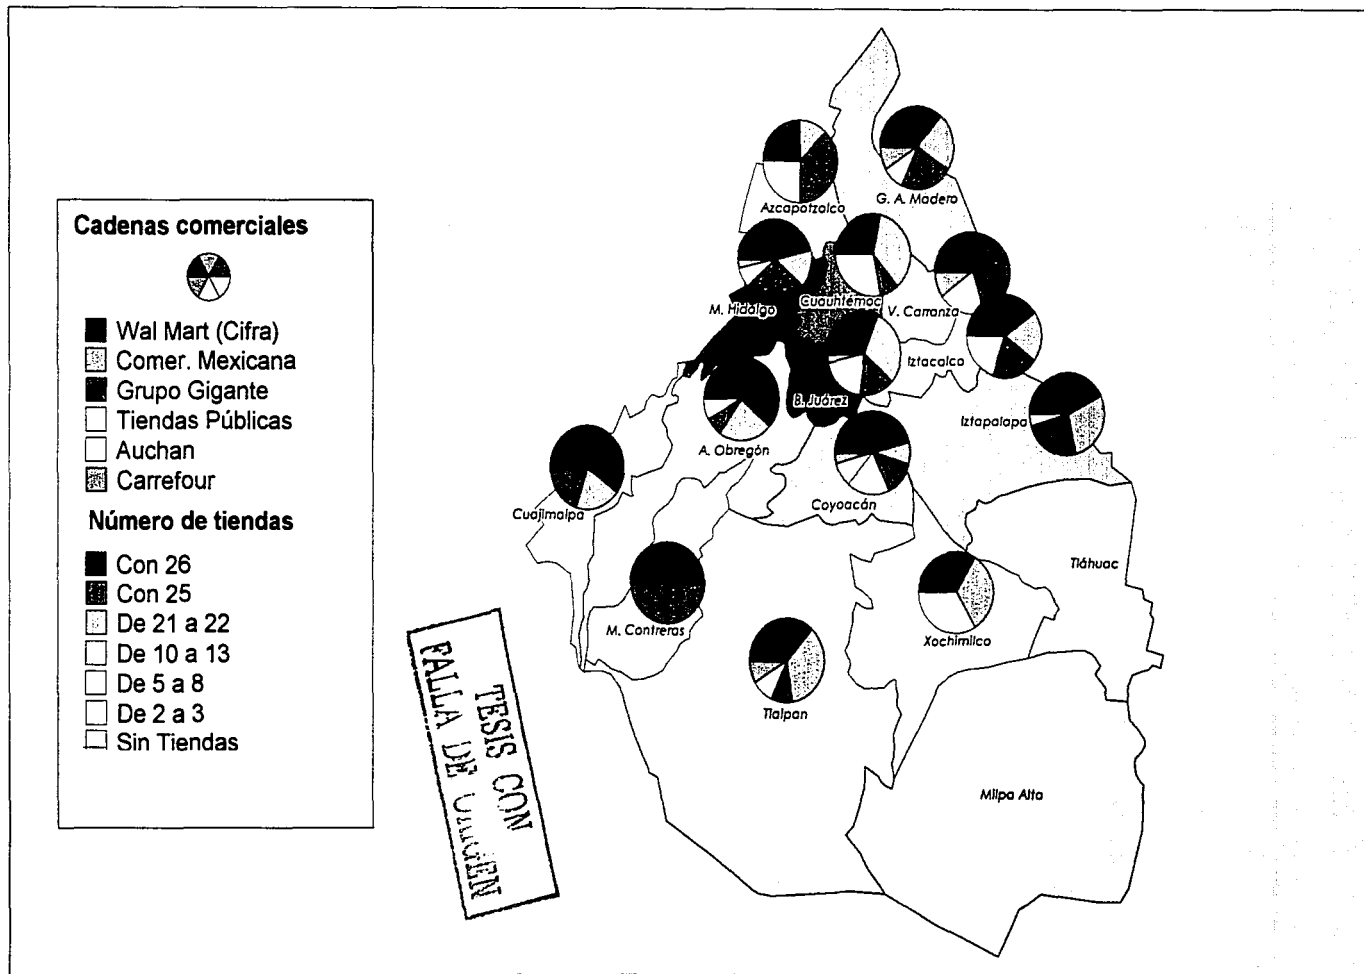 Cadenas comerciales
Wal Mart (Cifra)
Comer. Mexicana
Grupo Gigante
Tiendas Públicas
Auchan
Carrefour
Número de tiendas
Con 26
Con 25
De 21 a 22
De 10 a 13
De 5 a 8
De 2 a 3
Sin Tiendas
Azcapotzalco
G. A. Madero
M. Hidalgo
Cuauhtémoc
V. Carranza
Iztacalco
B. Juárez
Iztapalapa
A. Obregón
Coyoacán
Cuajimalpa
Tláhuac
M. Contreras
Xochimilco
Tlalpan
Milpa Alta
TESIS CON
FALLA DE ORIGEN